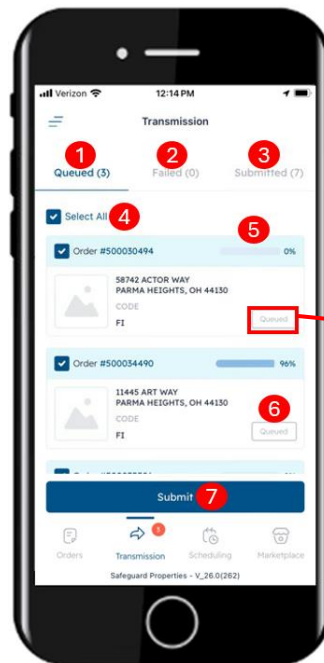 Verizon 12:14 PM
Transmission
1 2 3
Queued (3) Failed (0) Submitted (7)
Select All 4
5
Order #500030494 0%
58742 ACTOR WAY
PARMA HEIGHTS, OH 44130
CODE
FI Queued
Order #500034490 96%
11445 ART WAY
PARMA HEIGHTS, OH 44130
CODE 6
FI Queued
Submit 7
3
Orders Transmission Scheduling Marketplace
Safeguard Properties - V_26.0(262)